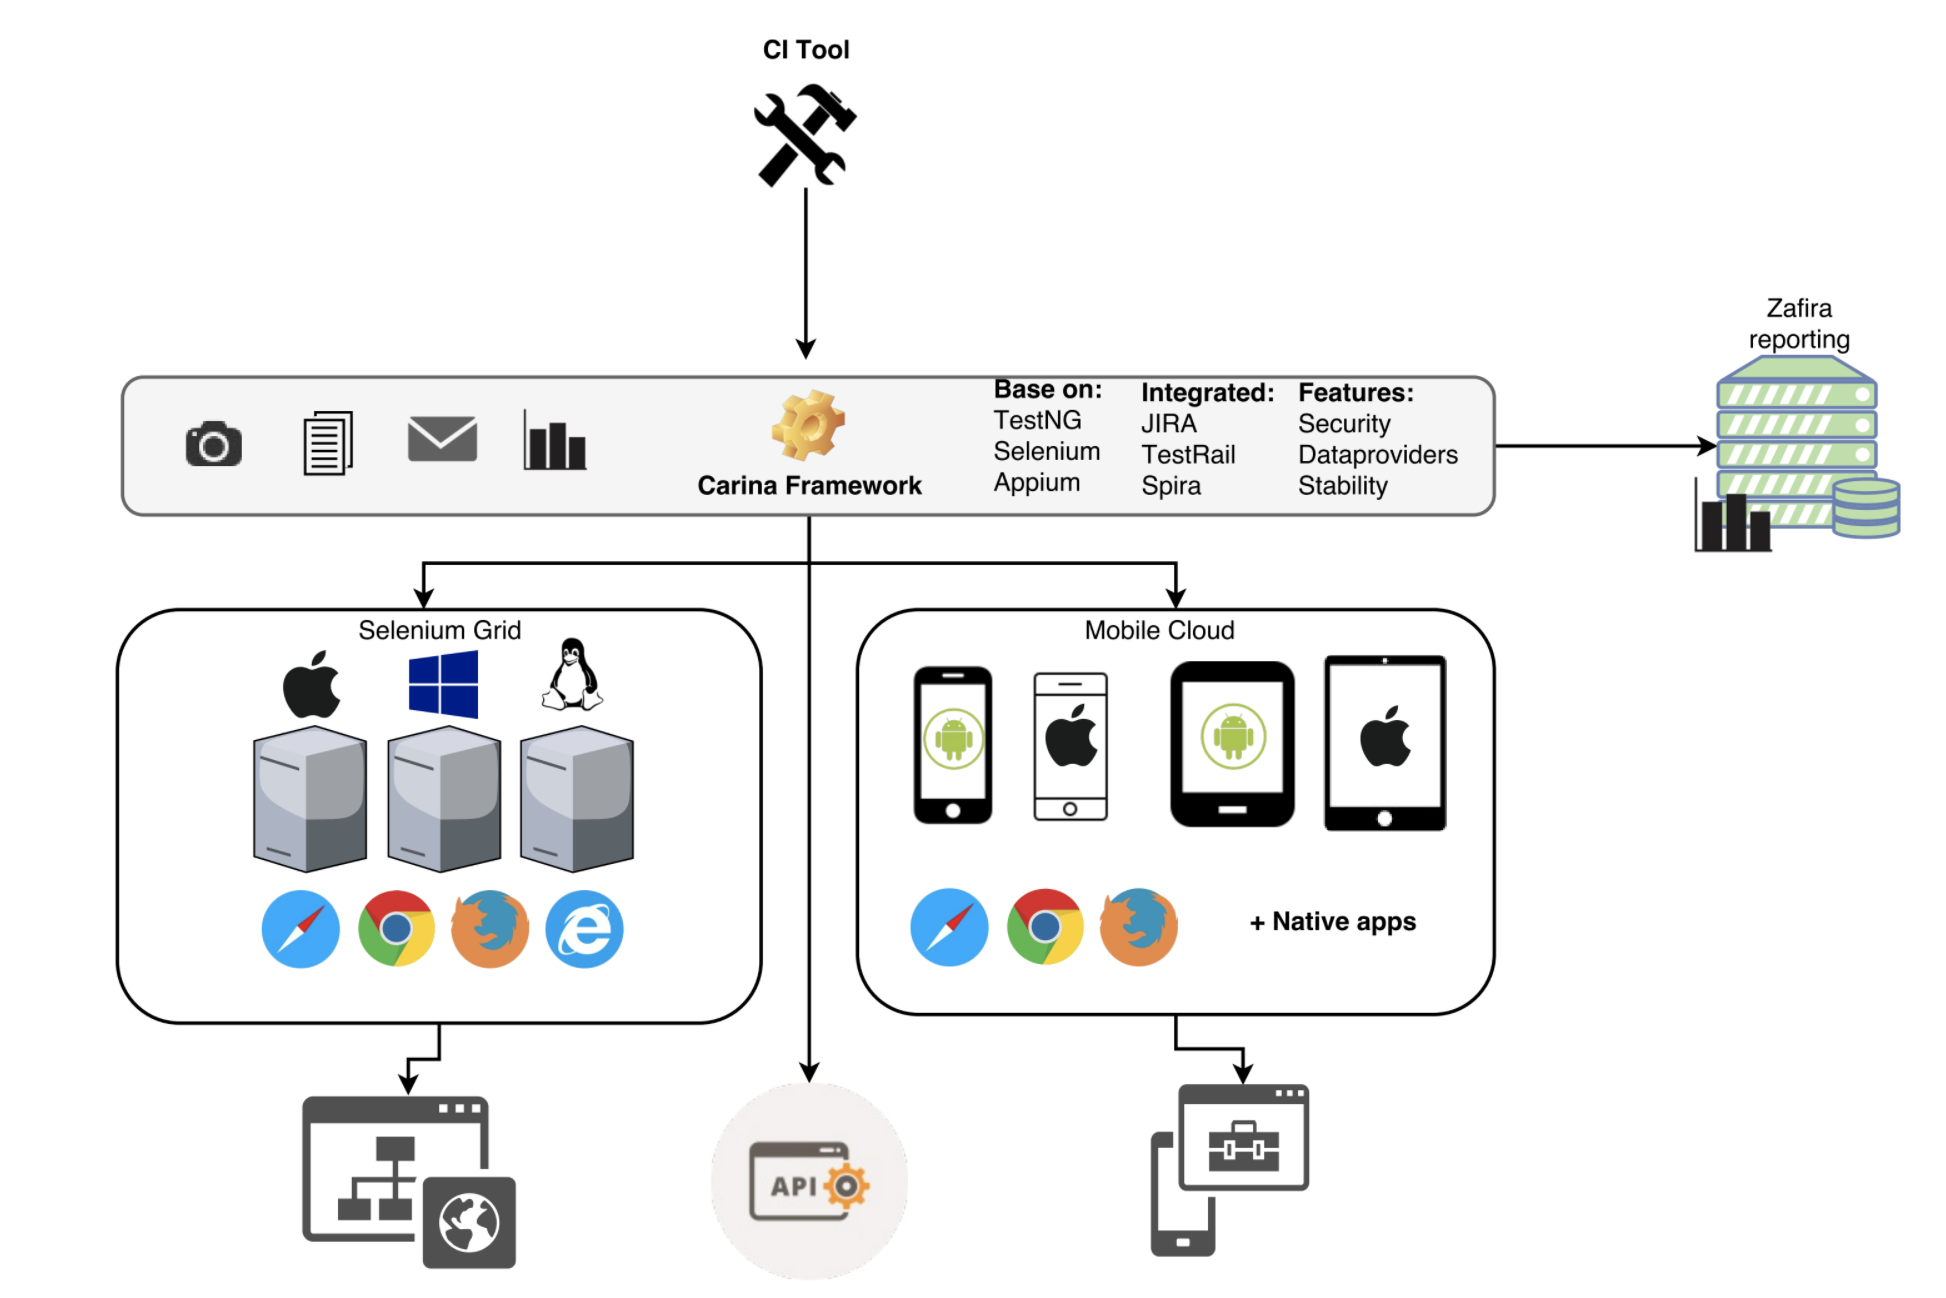 CI Tool
Zafira
reporting
Carina Framework
Base on:
TestNG
Selenium
Appium
Integrated:
JIRA
TestRail
Spira
Features:
Security
Dataproviders
Stability
Selenium Grid
Mobile Cloud
+ Native apps
API